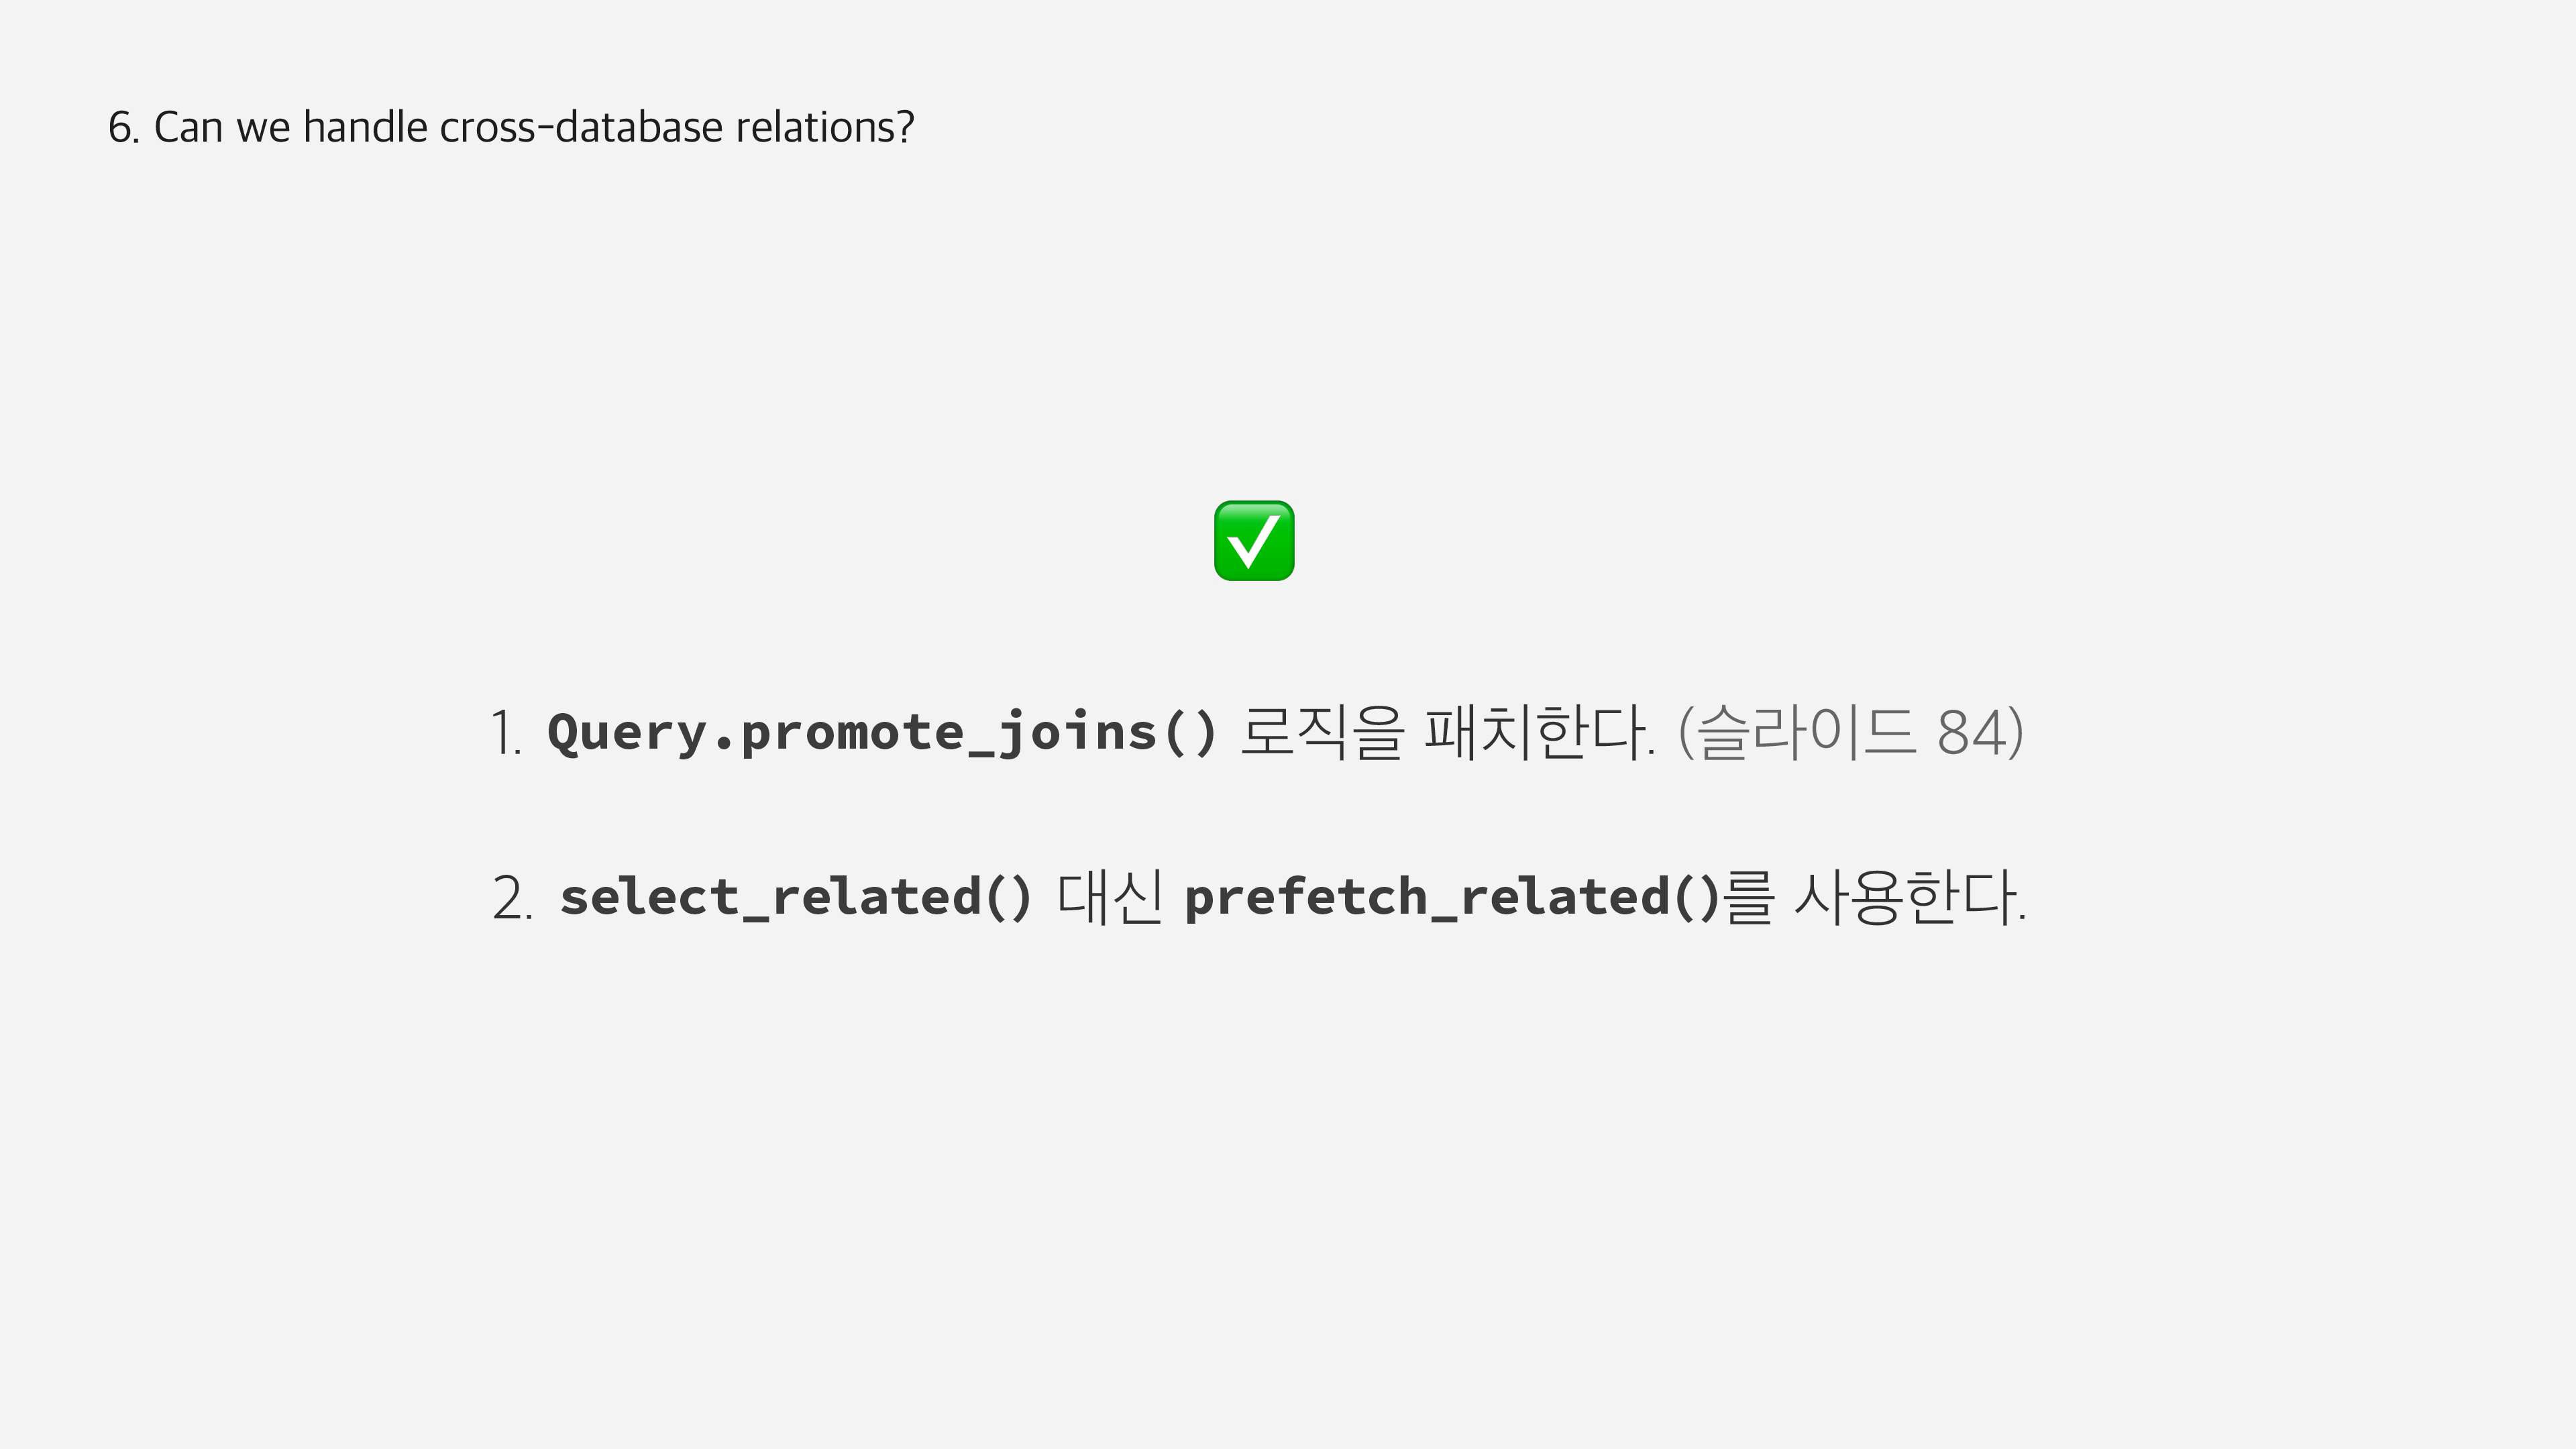 6. Can we handle cross-database relations?
1. Query.promote_joins() 로직을 패치한다. (슬라이드 84)
2. select_related() 대신 prefetch_related()를 사용한다.